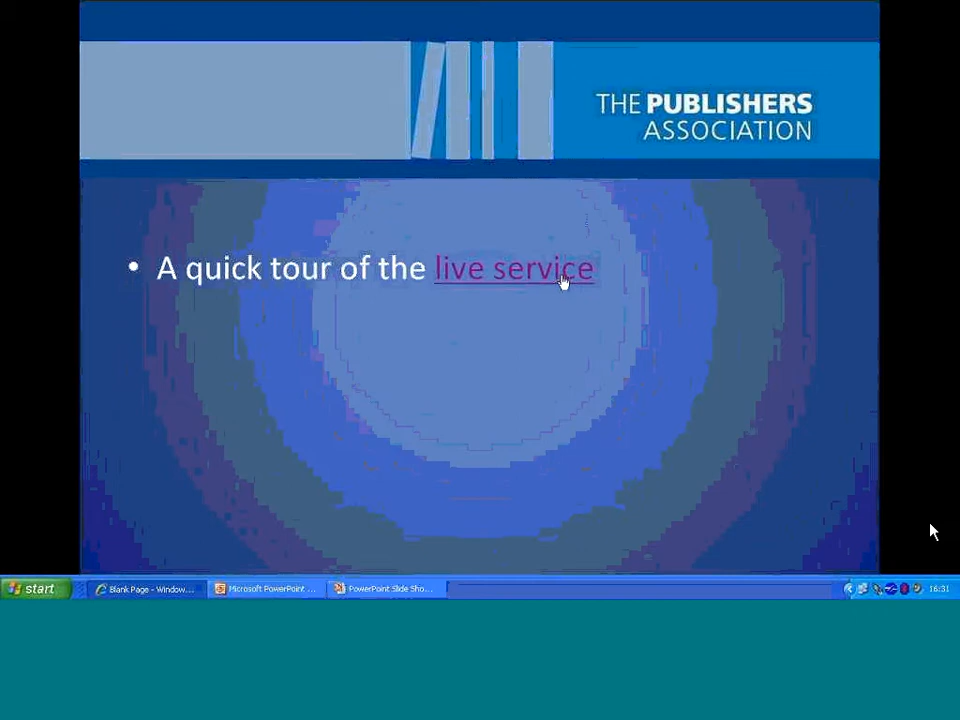 THE PUBLISHERS
ASSOCIATION
• A quick tour of the live service
start
Blank Page - Window...
Microsoft PowerPoint ...
PowerPoint Slide Sho...
16:31